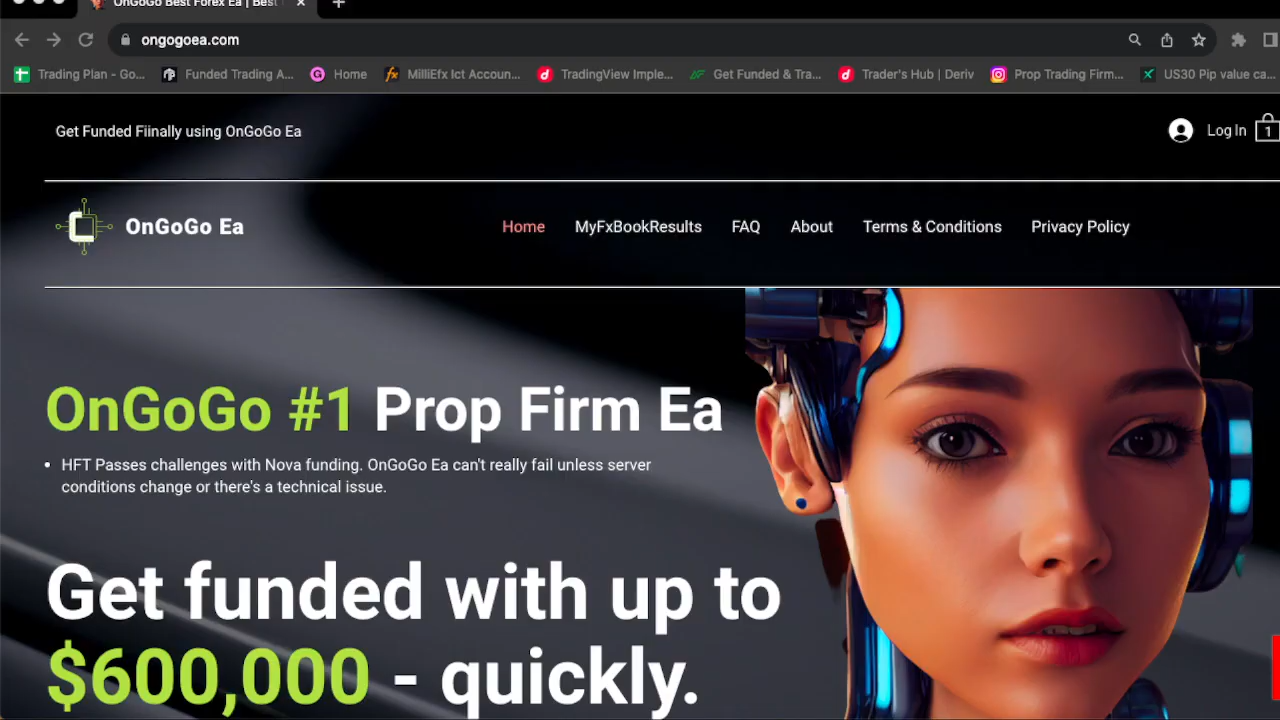 OnGoGo Best Forex Ea | Best
ongogoea.com
Trading Plan - Go... Funded Trading A... Home MilliEfx Ict Accoun... TradingView Imple... Get Funded & Tra... Trader's Hub | Deriv Prop Trading Firm... US30 Pip value ca...
Get Funded Fiinally using OnGoGo Ea
Log In 1
OnGoGo Ea
Home MyFxBookResults FAQ About Terms & Conditions Privacy Policy
OnGoGo #1 Prop Firm Ea
• HFT Passes challenges with Nova funding. OnGoGo Ea can't really fail unless server
conditions change or there's a technical issue.
Get funded with up to
$600,000 - quickly.